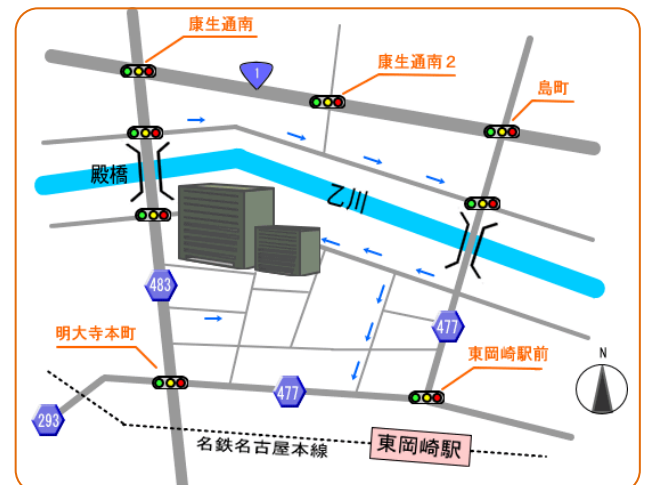 康生通南
康生通南2
1
島町
殿橋
乙川
483
477
明大寺本町
東岡崎駅前
N
477
293
名鉄名古屋本線
東岡崎駅